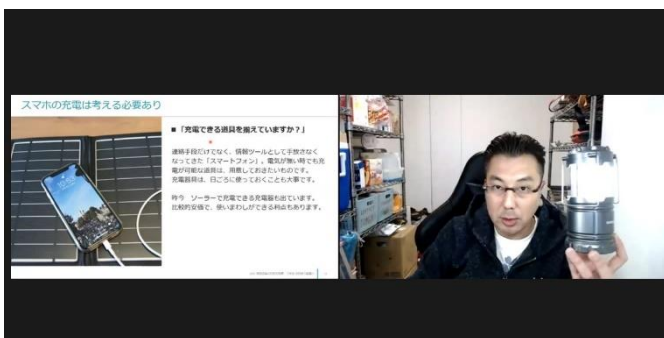 スマホの充電は考える必要あり
■「充電できる道具を揃えていますか？」
連絡手段だけでなく、情報ツールとして手放さなく
なってきた「スマートフォン」。電気が無い時でも充
電が可能な道具は、用意しておきたいものです。
充電器具は、日ごろに使っておくことも大事です。
昨今 ソーラーで充電できる充電器も出ています。
比較的安価で、使いまわしができる利点もあります。